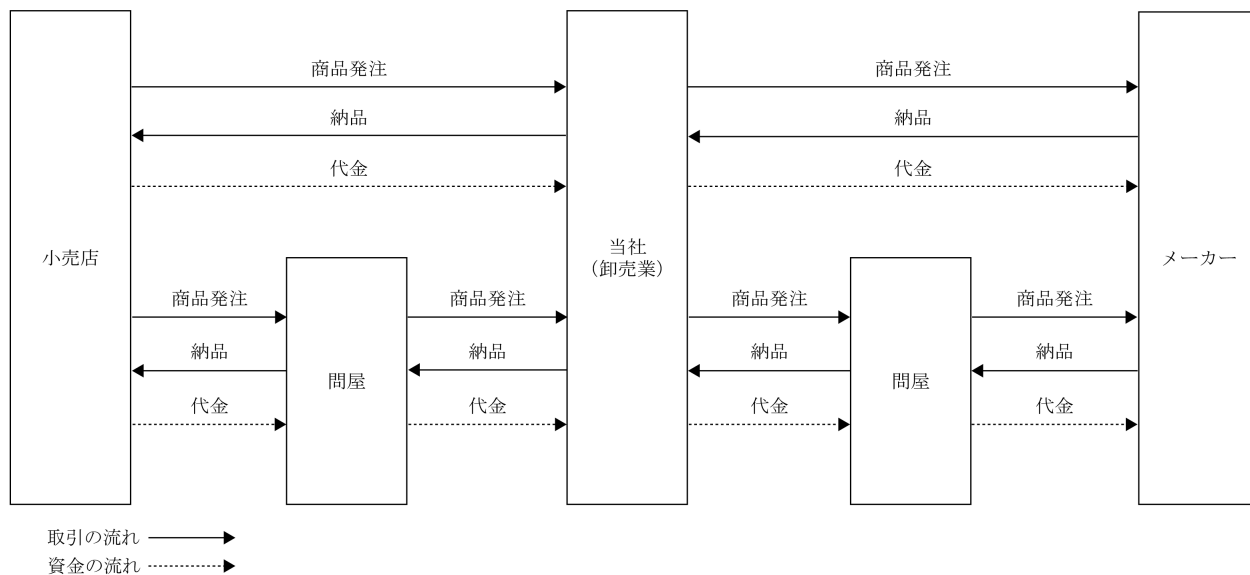 商品発注
商品発注
納品
納品
代金
代金
小売店
当社
（卸売業）
メーカー
商品発注
商品発注
商品発注
商品発注
納品
納品
納品
納品
問屋
問屋
代金
代金
代金
代金
取引の流れ
資金の流れ